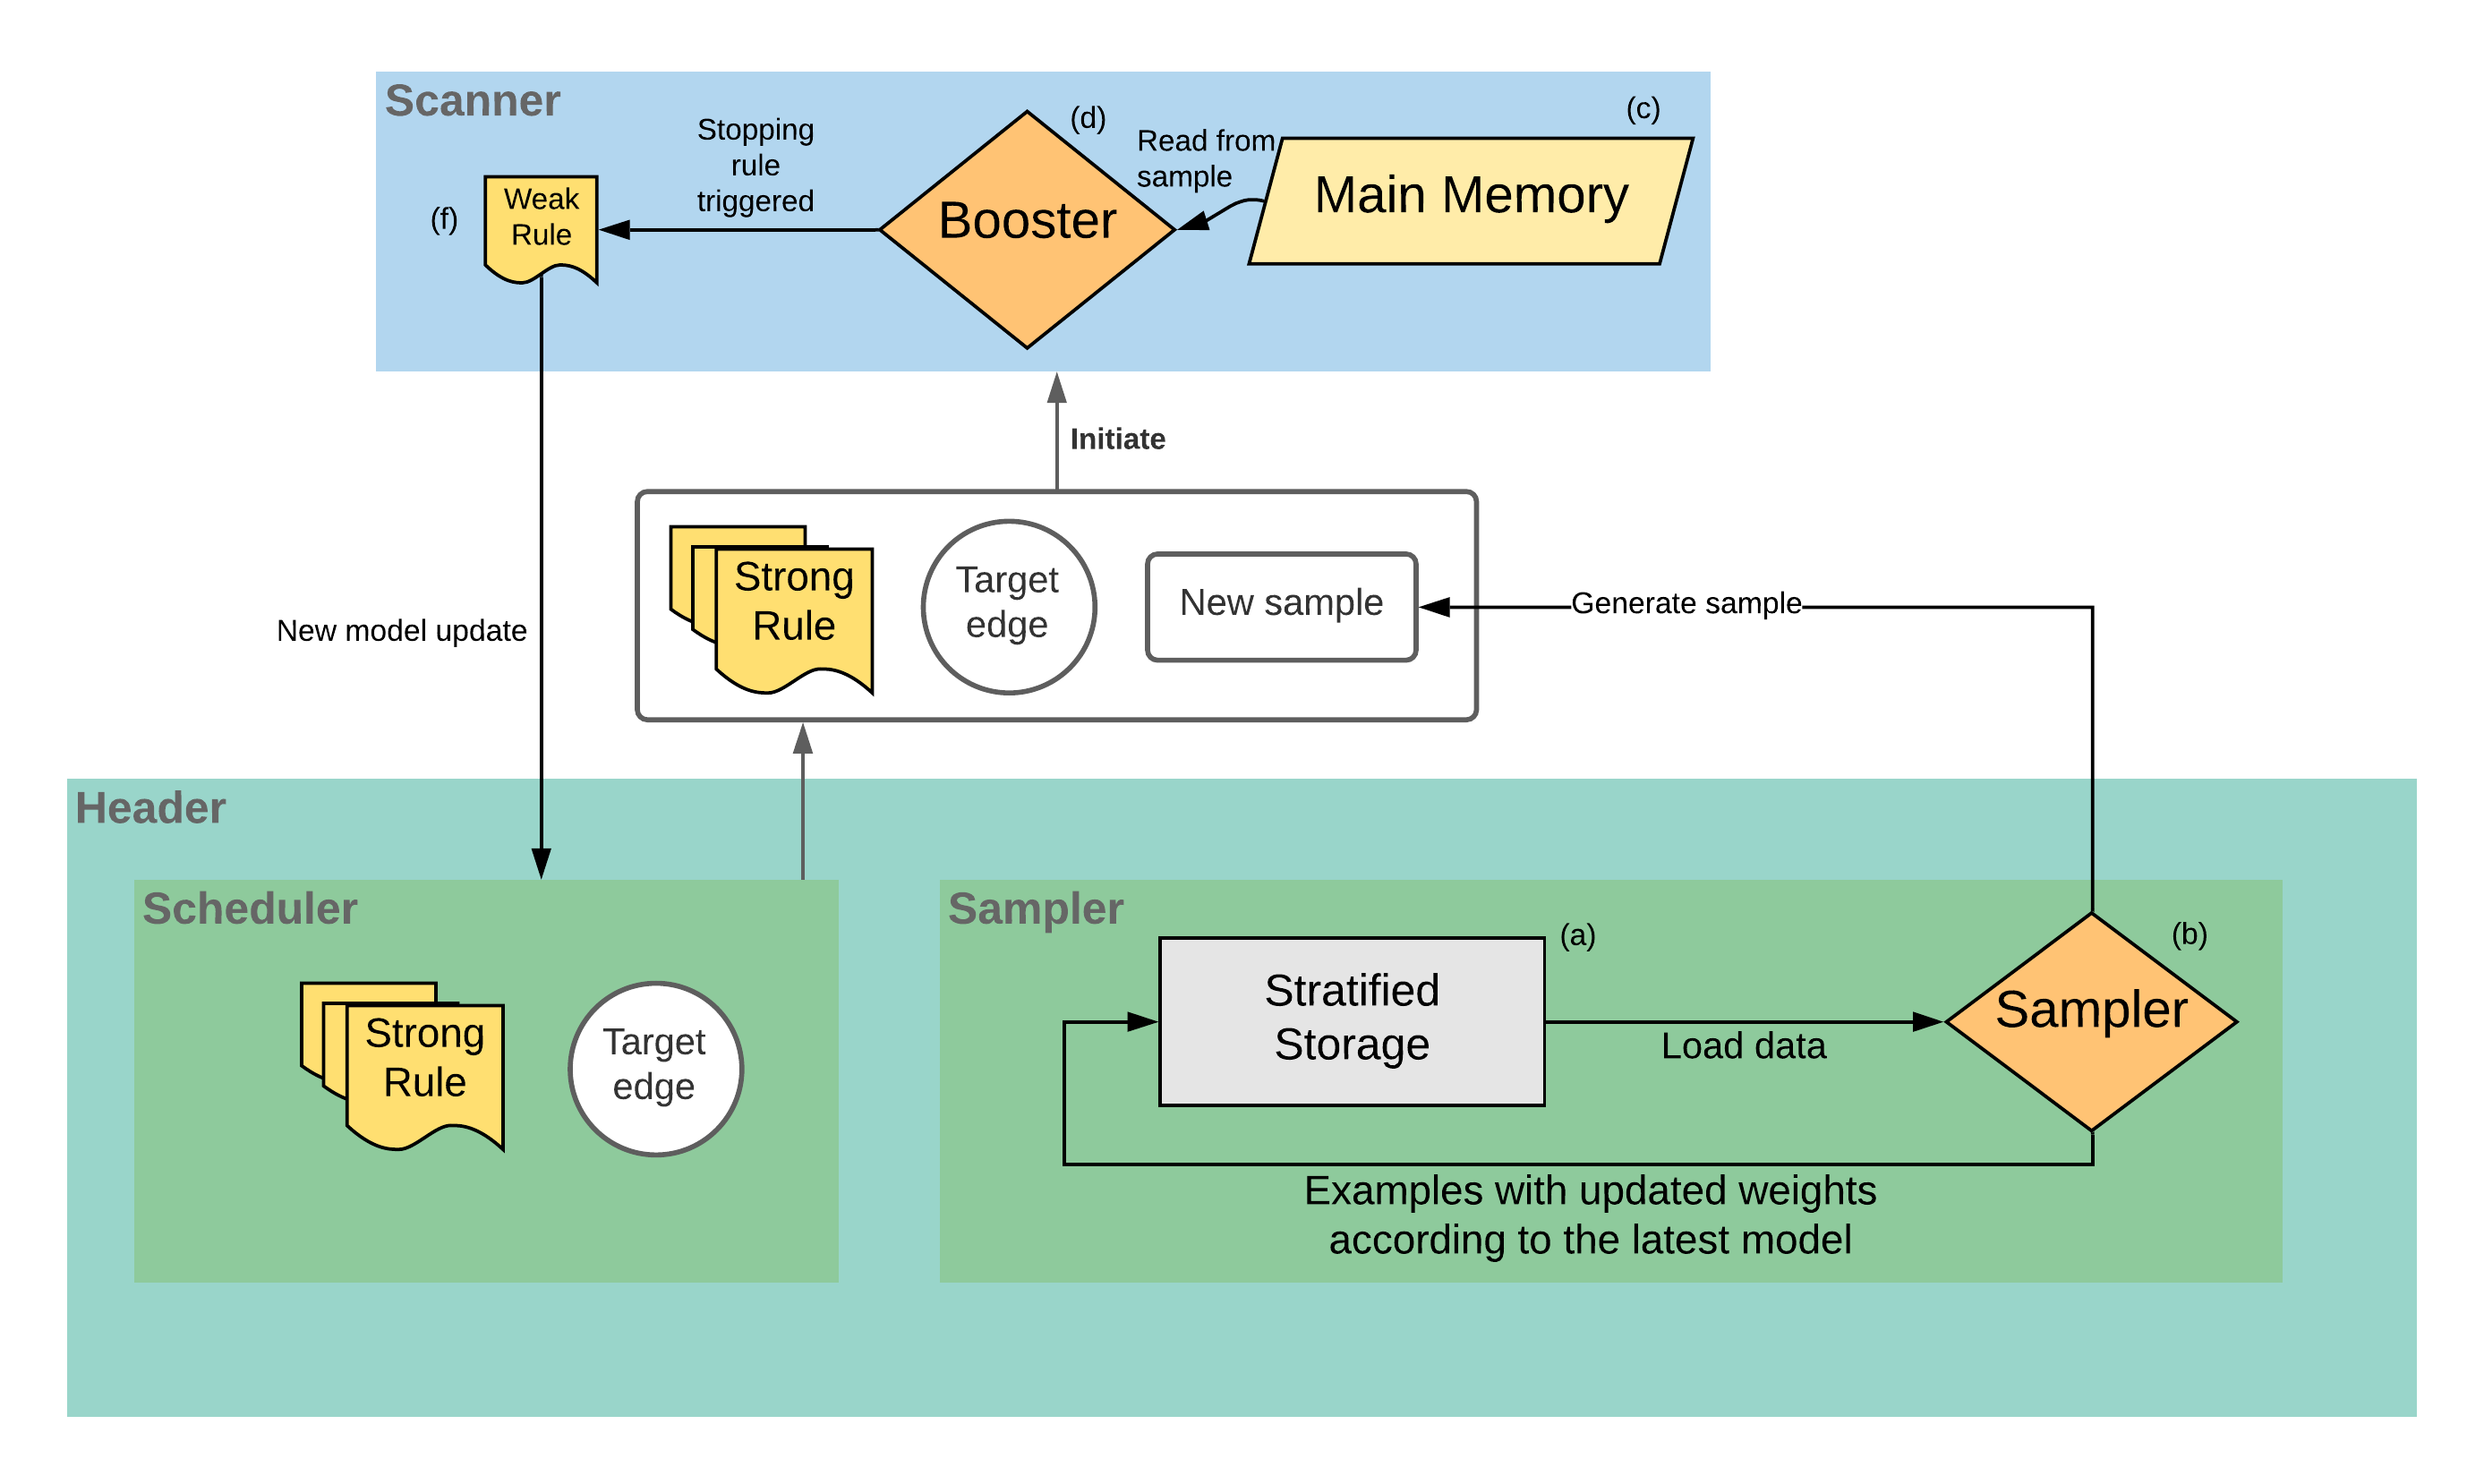 Scanner
(c)
(d)
Stopping
rule
triggered
Read from
sample
Main Memory
Weak
Rule
(f)
Booster
Initiate
Strong
Rule
Target
edge
New sample
Generate sample
New model update
Header
Scheduler
Sampler
(a)
(b)
Stratified
Storage
Sampler
Load data
Strong
Rule
Target
edge
Examples with updated weights
according to the latest model